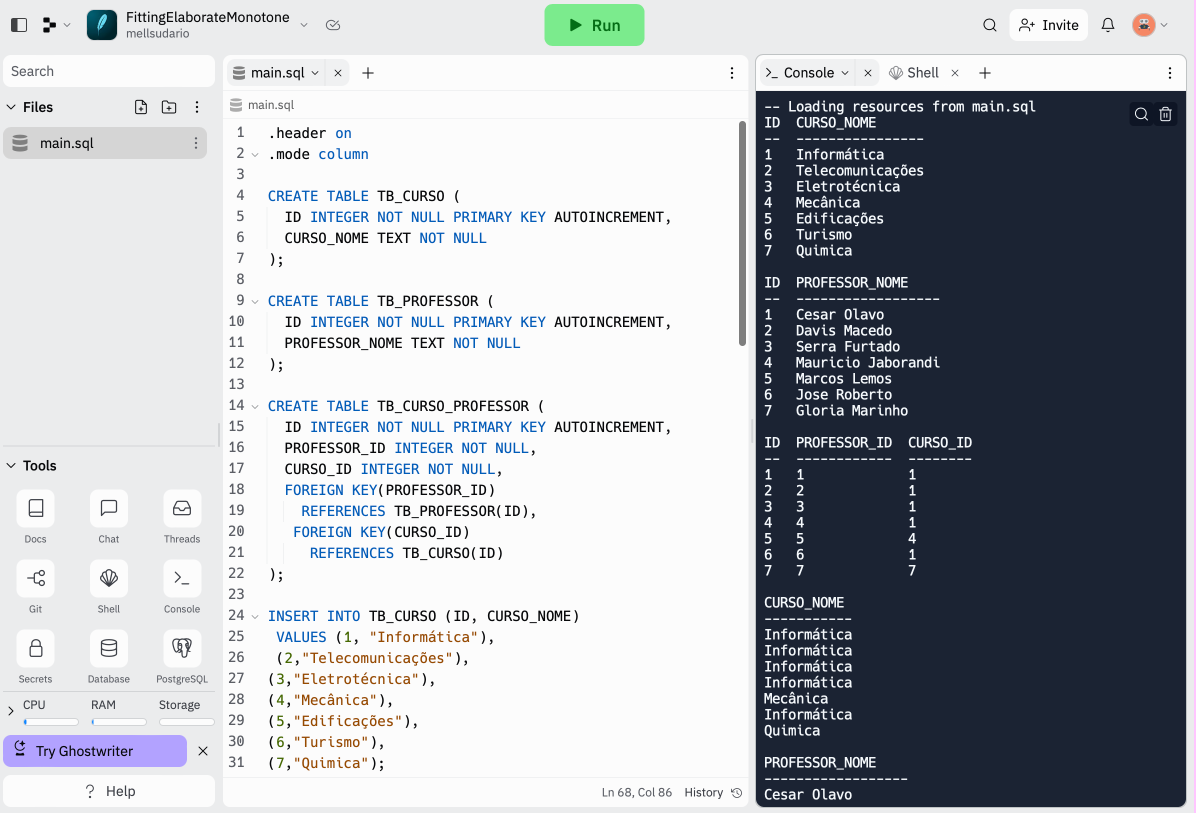 FittingElaborateMonotone
mellsudario
Run
Invite
Search
Files
main.sql
Tools
Docs
Chat
Threads
Git
Shell
Console
Secrets
Database
PostgreSQL
CPU
RAM
Storage
Try Ghostwriter
? Help
main.sql
main.sql
1 .header on
2 .mode column
3
4 CREATE TABLE TB_CURSO (
5 ID INTEGER NOT NULL PRIMARY KEY AUTOINCREMENT,
6 CURSO_NOME TEXT NOT NULL
7 );
8
9 CREATE TABLE TB_PROFESSOR (
10 ID INTEGER NOT NULL PRIMARY KEY AUTOINCREMENT,
11 PROFESSOR_NOME TEXT NOT NULL
12 );
13
14 CREATE TABLE TB_CURSO_PROFESSOR (
15 ID INTEGER NOT NULL PRIMARY KEY AUTOINCREMENT,
16 PROFESSOR_ID INTEGER NOT NULL,
17 CURSO_ID INTEGER NOT NULL,
18 FOREIGN KEY(PROFESSOR_ID)
19 REFERENCES TB_PROFESSOR(ID),
20 FOREIGN KEY(CURSO_ID)
21 REFERENCES TB_CURSO(ID)
22 );
23
24 INSERT INTO TB_CURSO (ID, CURSO_NOME)
25 VALUES (1, "Informática"),
26 (2,"Telecomunicações"),
27 (3,"Eletrotécnica"),
28 (4,"Mecânica"),
29 (5,"Edificações"),
30 (6,"Turismo"),
31 (7,"Quimica");
Ln 68, Col 86 History
Console
Shell
-- Loading resources from main.sql
ID CURSO_NOME
-- ----------------
1 Informática
2 Telecomunicações
3 Eletrotécnica
4 Mecânica
5 Edificações
6 Turismo
7 Quimica
ID PROFESSOR_NOME
-- ------------------
1 Cesar Olavo
2 Davis Macedo
3 Serra Furtado
4 Mauricio Jaborandi
5 Marcos Lemos
6 Jose Roberto
7 Gloria Marinho
ID PROFESSOR_ID CURSO_ID
-- ------------ --------
1 1 1
2 2 1
3 3 1
4 4 1
5 5 4
6 6 1
7 7 7
CURSO_NOME
-----------
Informática
Informática
Informática
Informática
Mecânica
Informática
Quimica
PROFESSOR_NOME
------------------
Cesar Olavo